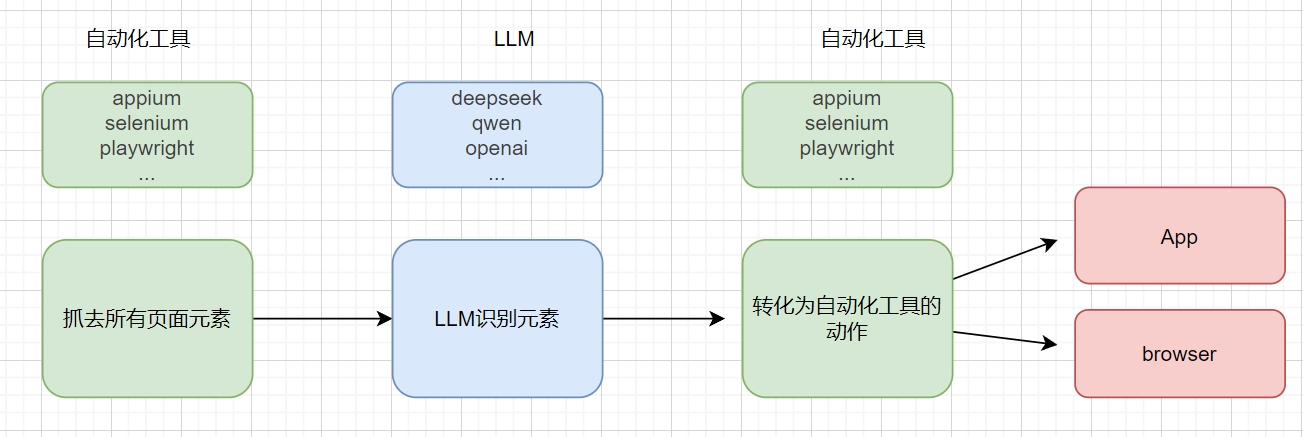 自动化工具
LLM
自动化工具
appium
selenium
playwright
...
deepseek
qwen
openai
...
appium
selenium
playwright
...
抓去所有页面元素
LLM识别元素
转化为自动化工具的
动作
App
browser